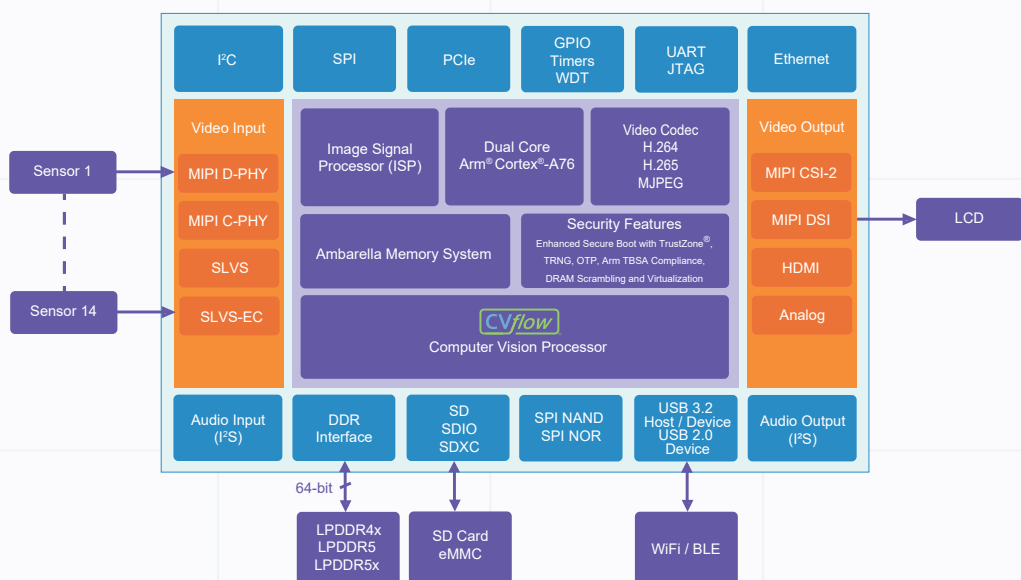 I²C
SPI
PCIe
GPIO
Timers
WDT
UART
JTAG
Ethernet
Sensor 1
Sensor 14
Video Input
MIPI D-PHY
MIPI C-PHY
SLVS
SLVS-EC
Image Signal
Processor (ISP)
Dual Core
Arm® Cortex®-A76
Video Codec
H.264
H.265
MJPEG
Ambarella Memory System
Security Features
Enhanced Secure Boot with TrustZone®,
TRNG, OTP, Arm TBSA Compliance,
DRAM Scrambling and Virtualization
CVflow
Computer Vision Processor
Video Output
MIPI CSI-2
MIPI DSI
HDMI
Analog
LCD
Audio Input
(I²S)
DDR
Interface
SD
SDIO
SDXC
SPI NAND
SPI NOR
USB 3.2
Host / Device
USB 2.0
Device
Audio Output
(I²S)
64-bit
LPDDR4x
LPDDR5
LPDDR5x
SD Card
eMMC
WiFi / BLE